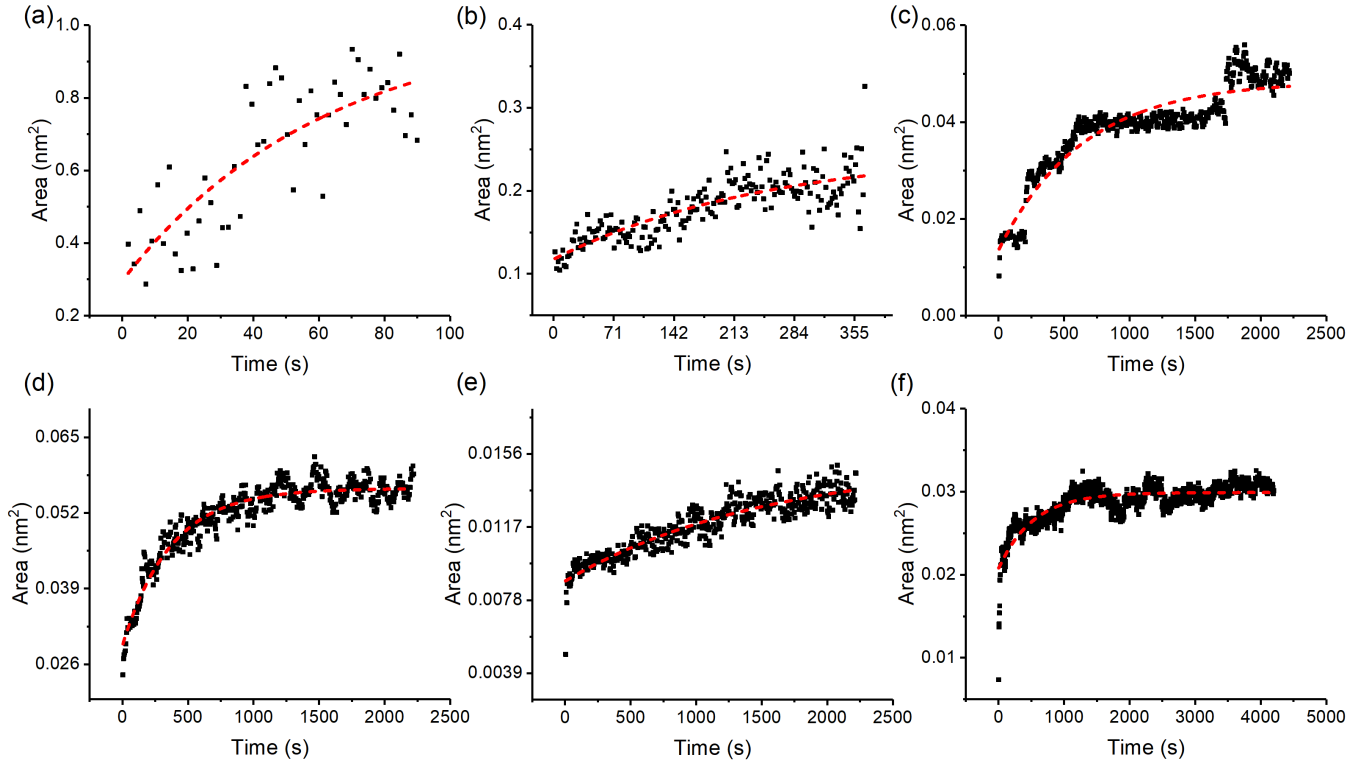 (a)
1.0
0.8
0.6
0.4
0.2
Area (nm²)
0 20 40 60 80 100
Time (s)
(b)
0.4
0.3
0.2
0.1
Area (nm²)
0 71 142 213 284 355
Time (s)
(c)
0.06
0.04
0.02
0.00
Area (nm²)
0 500 1000 1500 2000 2500
Time (s)
(d)
0.065
0.052
0.039
0.026
Area (nm²)
0 500 1000 1500 2000 2500
Time (s)
(e)
0.0156
0.0117
0.0078
0.0039
Area (nm²)
0 500 1000 1500 2000 2500
Time (s)
(f)
0.04
0.03
0.02
0.01
Area (nm²)
0 1000 2000 3000 4000 5000
Time (s)